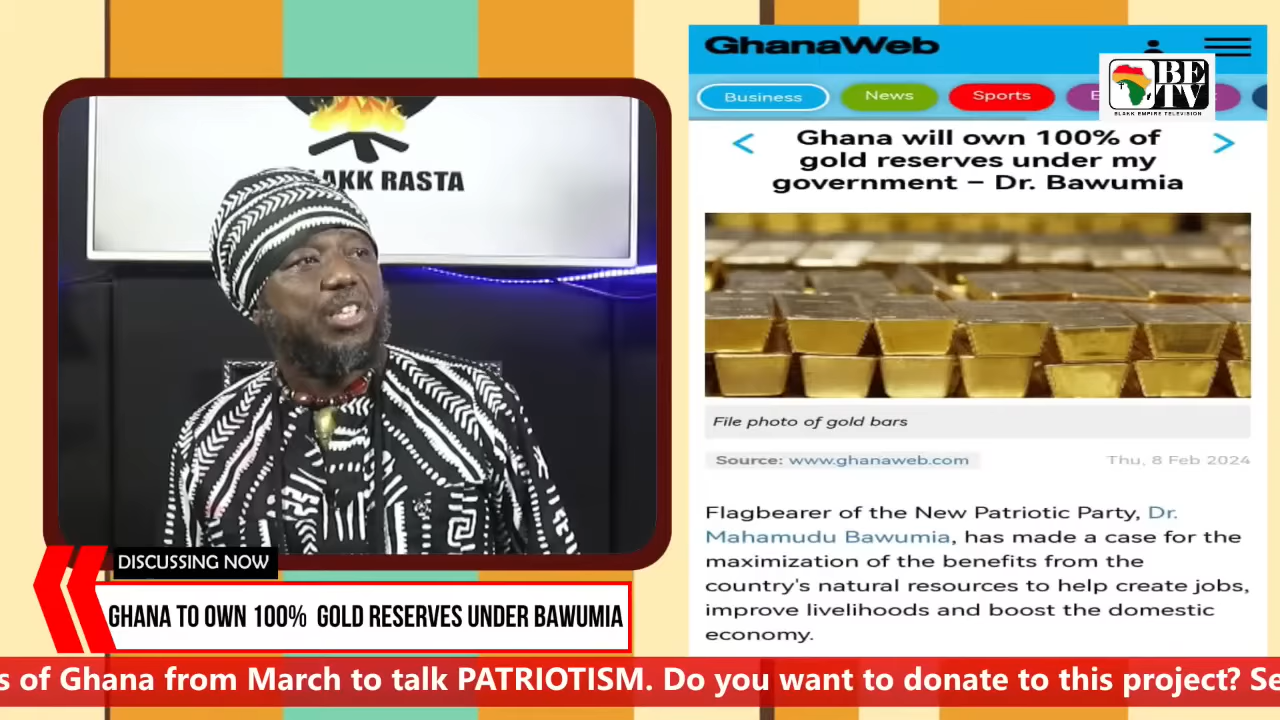 LAKK RASTA
DISCUSSING NOW
GHANA TO OWN 100% GOLD RESERVES UNDER BAWUMIA
GhanaWeb
BE
TV
BLAKK EMPIRE TELEVISION
Business
News
Sports
E
Ghana will own 100% of
gold reserves under my
government – Dr. Bawumia
File photo of gold bars
Source: www.ghanaweb.com
Thu, 8 Feb 2024
Flagbearer of the New Patriotic Party, Dr.
Mahamudu Bawumia, has made a case for the
maximization of the benefits from the
country's natural resources to help create jobs,
improve livelihoods and boost the domestic
economy.
s of Ghana from March to talk PATRIOTISM. Do you want to donate to this project? Se